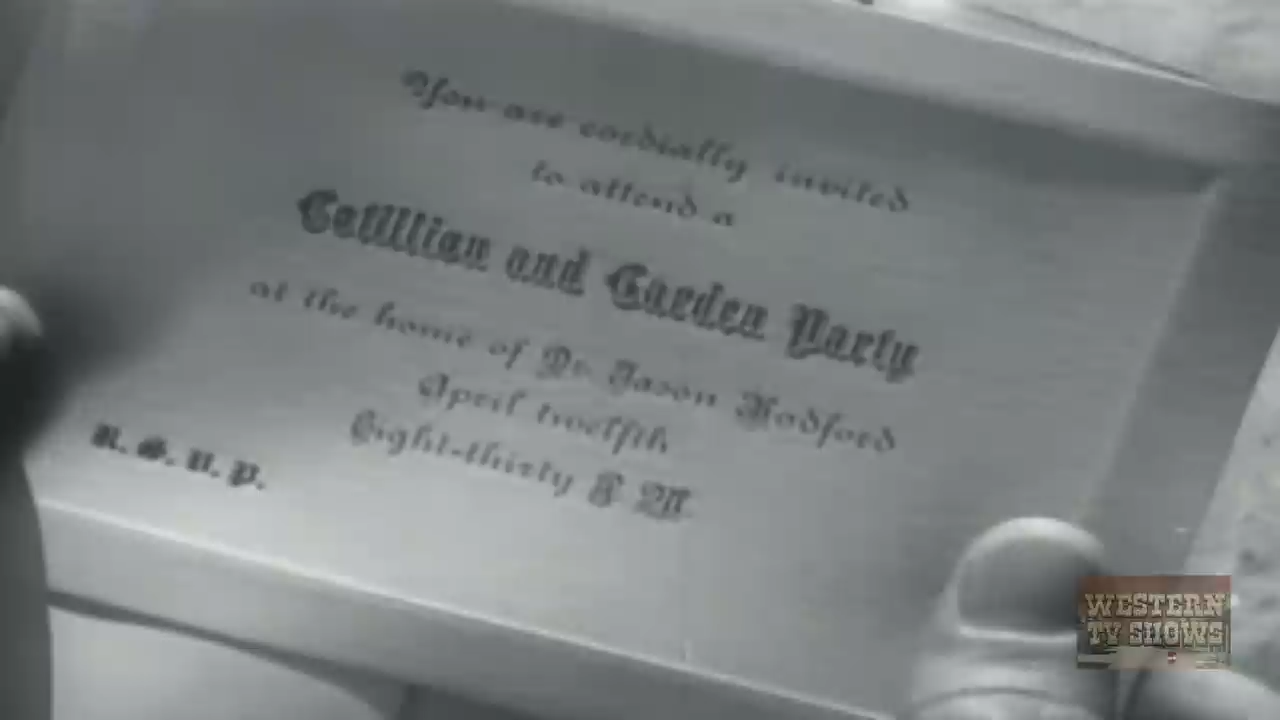 You are cordially invited
to attend a
Cotillion and Garden Party
at the home of Dr. Jason Radford
April twelfth
Eight-thirty P. M.
R. S. V. P.
WESTERN
TV SHOWS